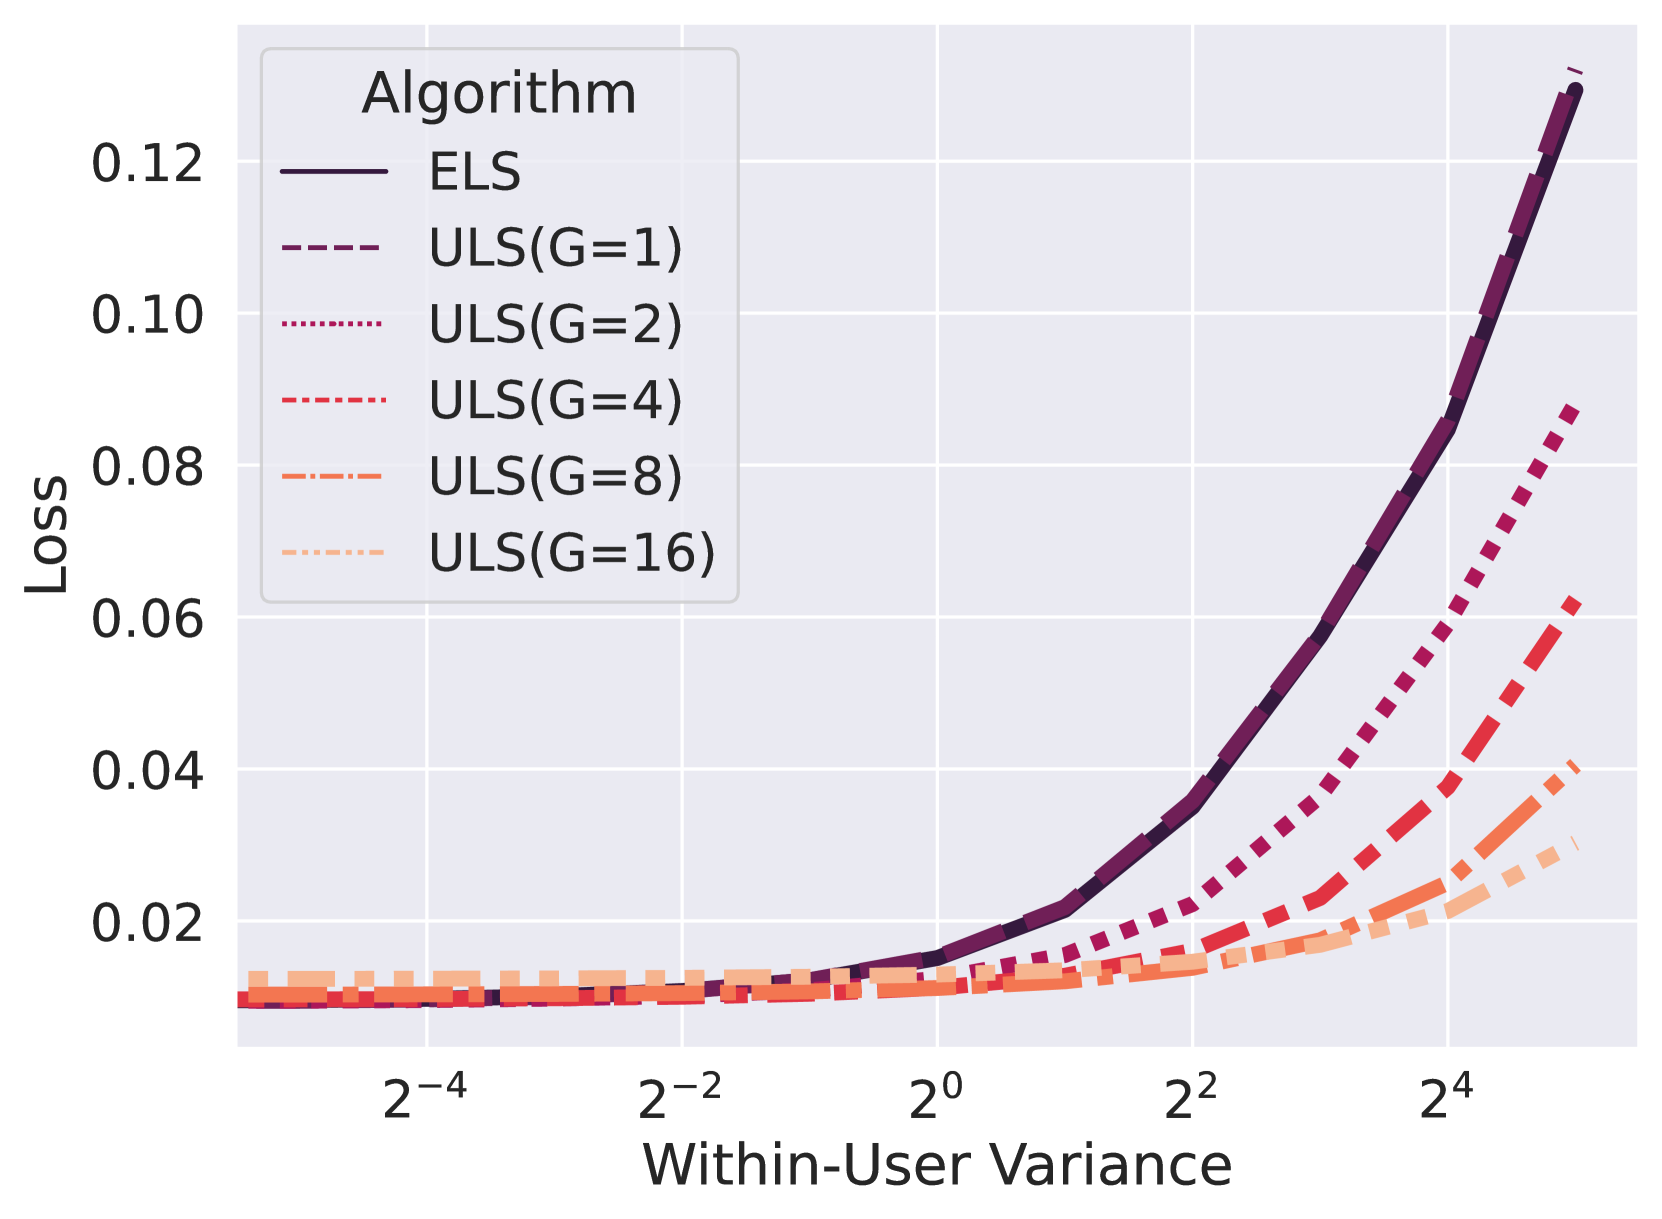 Algorithm
ELS
ULS(G=1)
ULS(G=2)
ULS(G=4)
ULS(G=8)
ULS(G=16)
Loss
0.12
0.10
0.08
0.06
0.04
0.02
2⁻⁴ 2⁻² 2⁰ 2² 2⁴
Within-User Variance